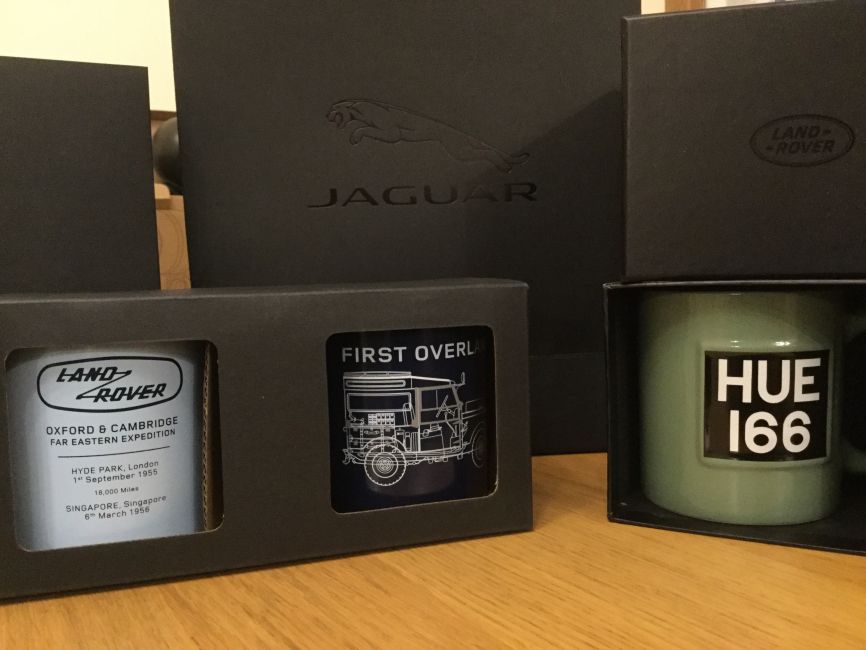 JAGUAR
LAND-
-ROVER
LAND
ROVER
OXFORD & CAMBRIDGE
FAR EASTERN EXPEDITION
HYDE PARK, London
1st September 1955
16,000 Miles
SINGAPORE, Singapore
6th March 1956
FIRST OVERLA
HUE
166